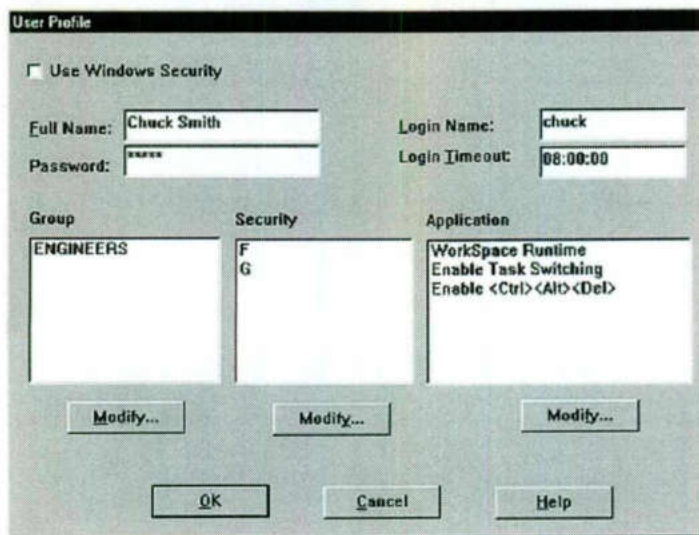 User Profile
Use Windows Security
Full Name: Chuck Smith
Login Name: chuck
Password: *****
Login Timeout: 08:00:00
Group
Security
Application
ENGINEERS
F
G
WorkSpace Runtime
Enable Task Switching
Enable <Ctrl><Alt><Del>
Modify...
Modify...
Modify...
OK
Cancel
Help